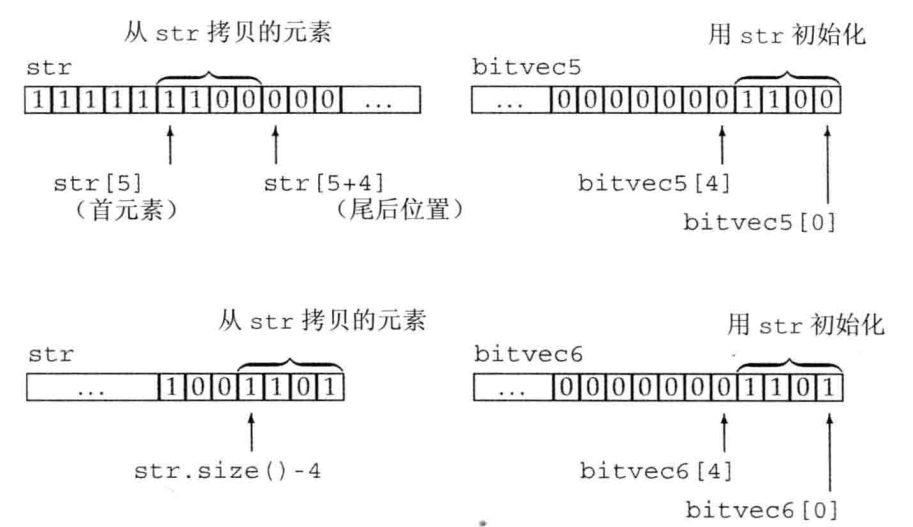 从 str 拷贝的元素
用 str 初始化
str
bitvec5
1 1 1 1 1 1 1 0 0 0 0 0 ...
... 0 0 0 0 0 0 0 1 1 0 0
str[5]
(首元素)
str[5+4]
(尾后位置)
bitvec5[4]
bitvec5[0]
从 str 拷贝的元素
用 str 初始化
str
bitvec6
... 1 0 0 1 1 0 1
... 0 0 0 0 0 0 0 1 1 0 1
str.size()-4
bitvec6[4]
bitvec6[0]